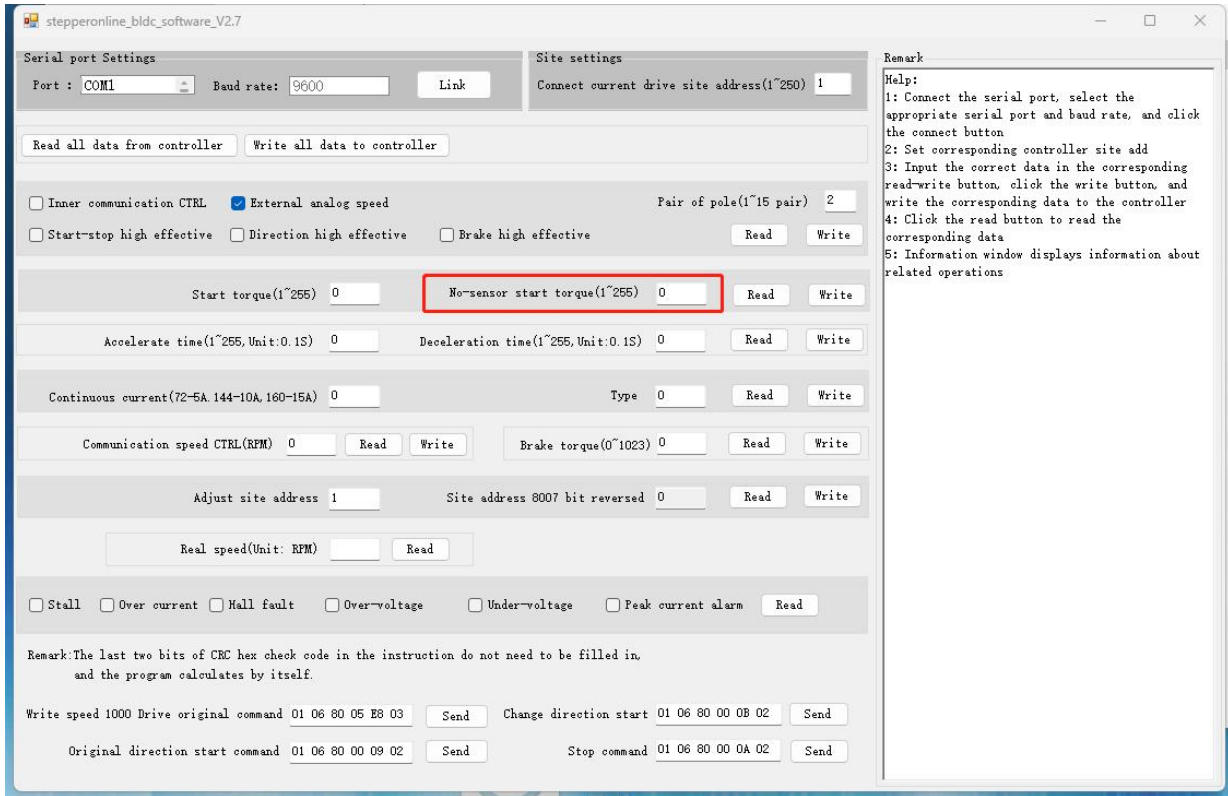 stepperonline_bldc_software_V2.7
Serial port Settings
Port : COM1 Baud rate: 9600 Link
Site settings
Connect current drive site address(1~250) 1
Read all data from controller Write all data to controller
Inner communication CTRL External analog speed Pair of pole(1~15 pair) 2
Start-stop high effective Direction high effective Brake high effective Read Write
Start torque(1~255) 0 No-sensor start torque(1~255) 0 Read Write
Accelerate time(1~255,Unit:0.1S) 0 Deceleration time(1~255,Unit:0.1S) 0 Read Write
Continuous current(72-5A.144-10A,160-15A) 0 Type 0 Read Write
Communication speed CTRL(RPM) 0 Read Write Brake torque(0~1023) 0 Read Write
Adjust site address 1 Site address 8007 bit reversed 0 Read Write
Real speed(Unit: RPM) Read
Stall Over current Hall fault Over-voltage Under-voltage Peak current alarm Read
Remark:The last two bits of CRC hex check code in the instruction do not need to be filled in,
and the program calculates by itself.
Write speed 1000 Drive original command 01 06 80 05 E8 03 Send Change direction start 01 06 80 00 0B 02 Send
Original direction start command 01 06 80 00 09 02 Send Stop command 01 06 80 00 0A 02 Send
Remark
Help:
1: Connect the serial port, select the
appropriate serial port and baud rate, and click
the connect button
2: Set corresponding controller site add
3: Input the correct data in the corresponding
read-write button, click the write button, and
write the corresponding data to the controller
4: Click the read button to read the
corresponding data
5: Information window displays information about
related operations